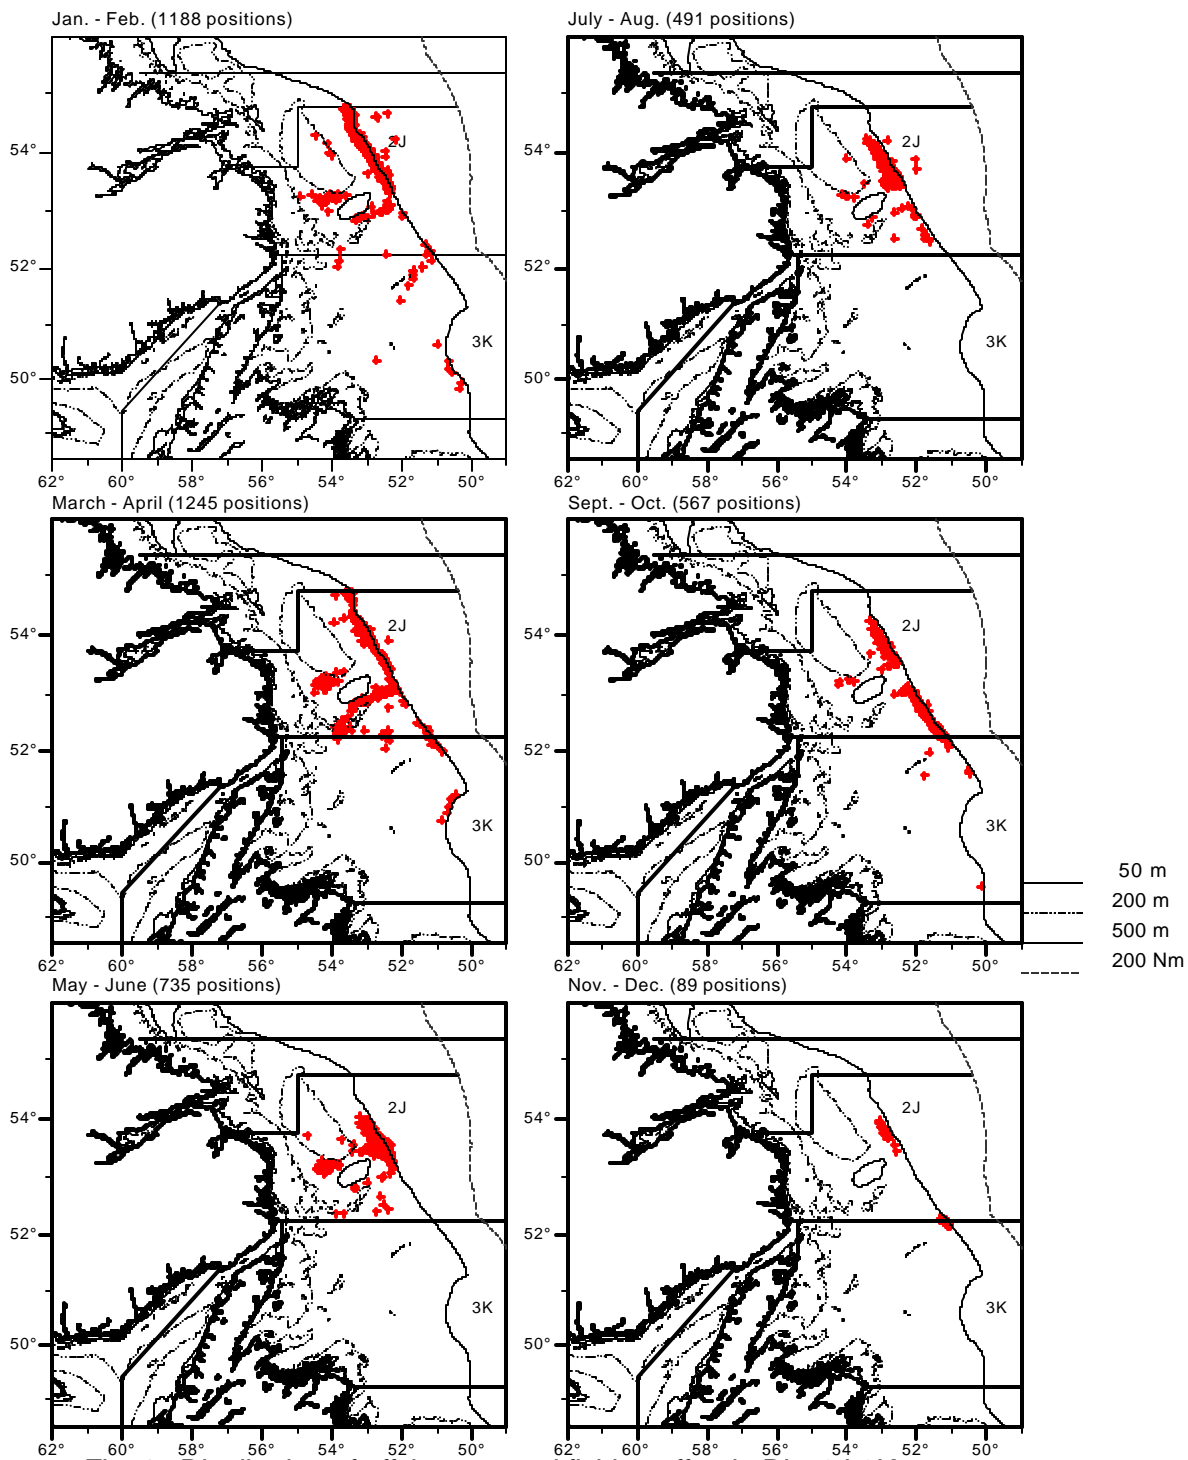 Jan. - Feb. (1188 positions)
54°
52°
50°
2J
3K
62° 60° 58° 56° 54° 52° 50°
March - April (1245 positions)
54°
52°
50°
2J
3K
62° 60° 58° 56° 54° 52° 50°
May - June (735 positions)
54°
52°
50°
2J
3K
62° 60° 58° 56° 54° 52° 50°
July - Aug. (491 positions)
54°
52°
50°
2J
3K
62° 60° 58° 56° 54° 52° 50°
Sept. - Oct. (567 positions)
54°
52°
50°
2J
3K
62° 60° 58° 56° 54° 52° 50°
Nov. - Dec. (89 positions)
54°
52°
50°
2J
3K
62° 60° 58° 56° 54° 52° 50°
50 m
200 m
500 m
200 Nm